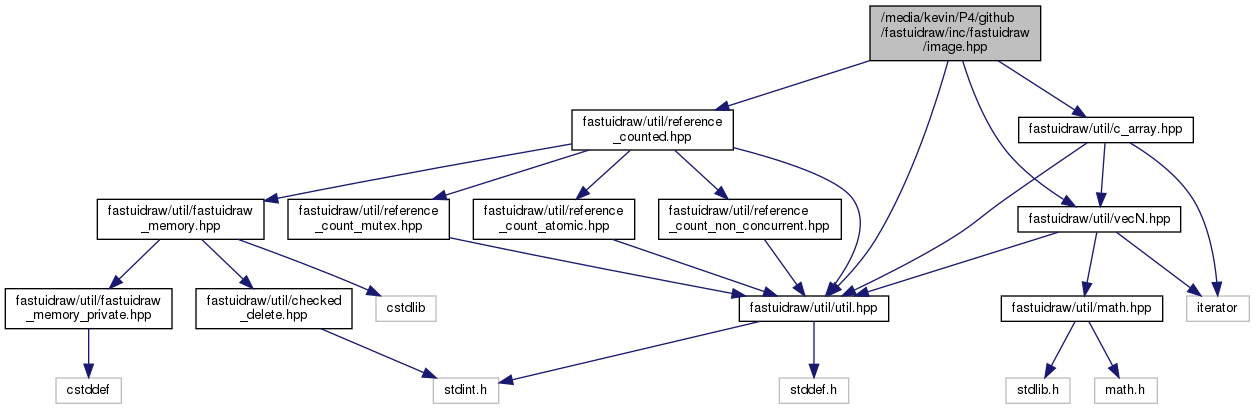 /media/kevin/P4/github
/fastuidraw/inc/fastuidraw
/image.hpp
fastuidraw/util/reference
_counted.hpp
fastuidraw/util/c_array.hpp
fastuidraw/util/fastuidraw
_memory.hpp
fastuidraw/util/reference
_count_mutex.hpp
fastuidraw/util/reference
_count_atomic.hpp
fastuidraw/util/reference
_count_non_concurrent.hpp
fastuidraw/util/vecN.hpp
fastuidraw/util/fastuidraw
_memory_private.hpp
fastuidraw/util/checked
_delete.hpp
cstdlib
fastuidraw/util/util.hpp
fastuidraw/util/math.hpp
iterator
cstddef
stdint.h
stddef.h
stdlib.h
math.h